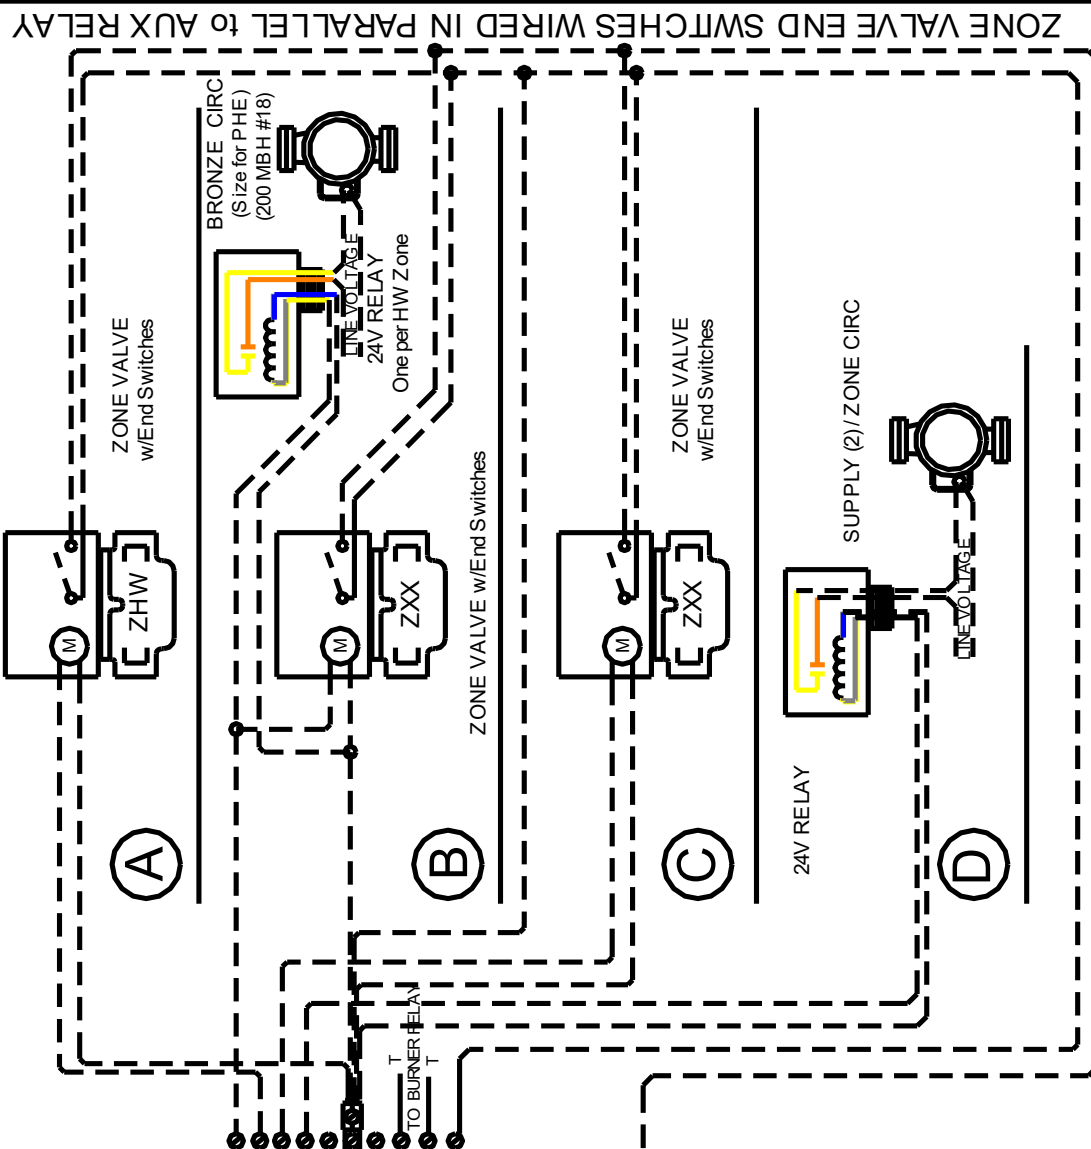 ZONE VALVE END SWITCHES WIRED IN PARALLEL to AUX RELAY
ZONE VALVE
w/End Switches
ZHW
M
A
BRONZE CIRC
(Size for PHE)
(200 MBH #18)
LINE VOLTAGE
24V RELAY
One per HW Zone
ZXX
M
ZONE VALVE w/End Switches
B
ZONE VALVE
w/End Switches
ZXX
M
C
SUPPLY (2)/ZONE CIRC
LINE VOLTAGE
24V RELAY
D
TO BURNER RELAY
T
T